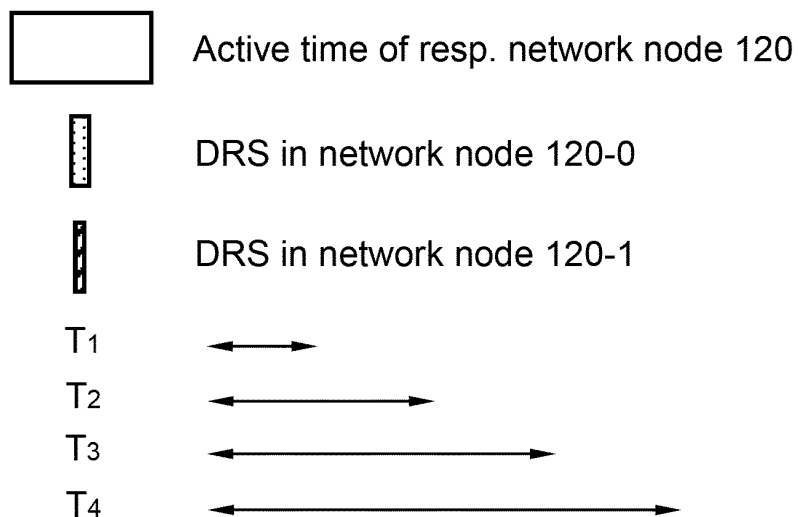 Active time of resp. network node 120
DRS in network node 120-0
DRS in network node 120-1
T1
T2
T3
T4